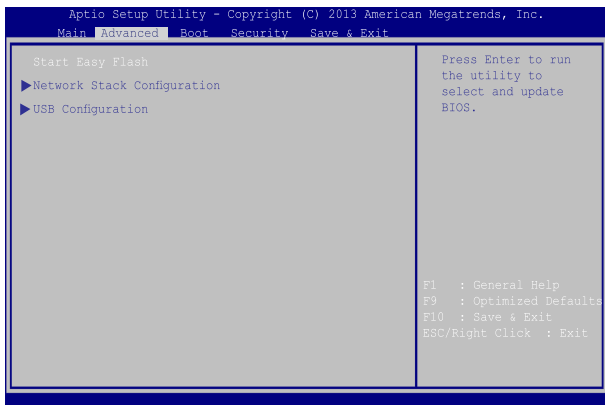 Aptio Setup Utility - Copyright (C) 2013 American Megatrends, Inc.
Main Advanced Boot Security Save & Exit
Start Easy Flash
Network Stack Configuration
USB Configuration
Press Enter to run
the utility to
select and update
BIOS.
F1 : General Help
F9 : Optimized Defaults
F10 : Save & Exit
ESC/Right Click : Exit